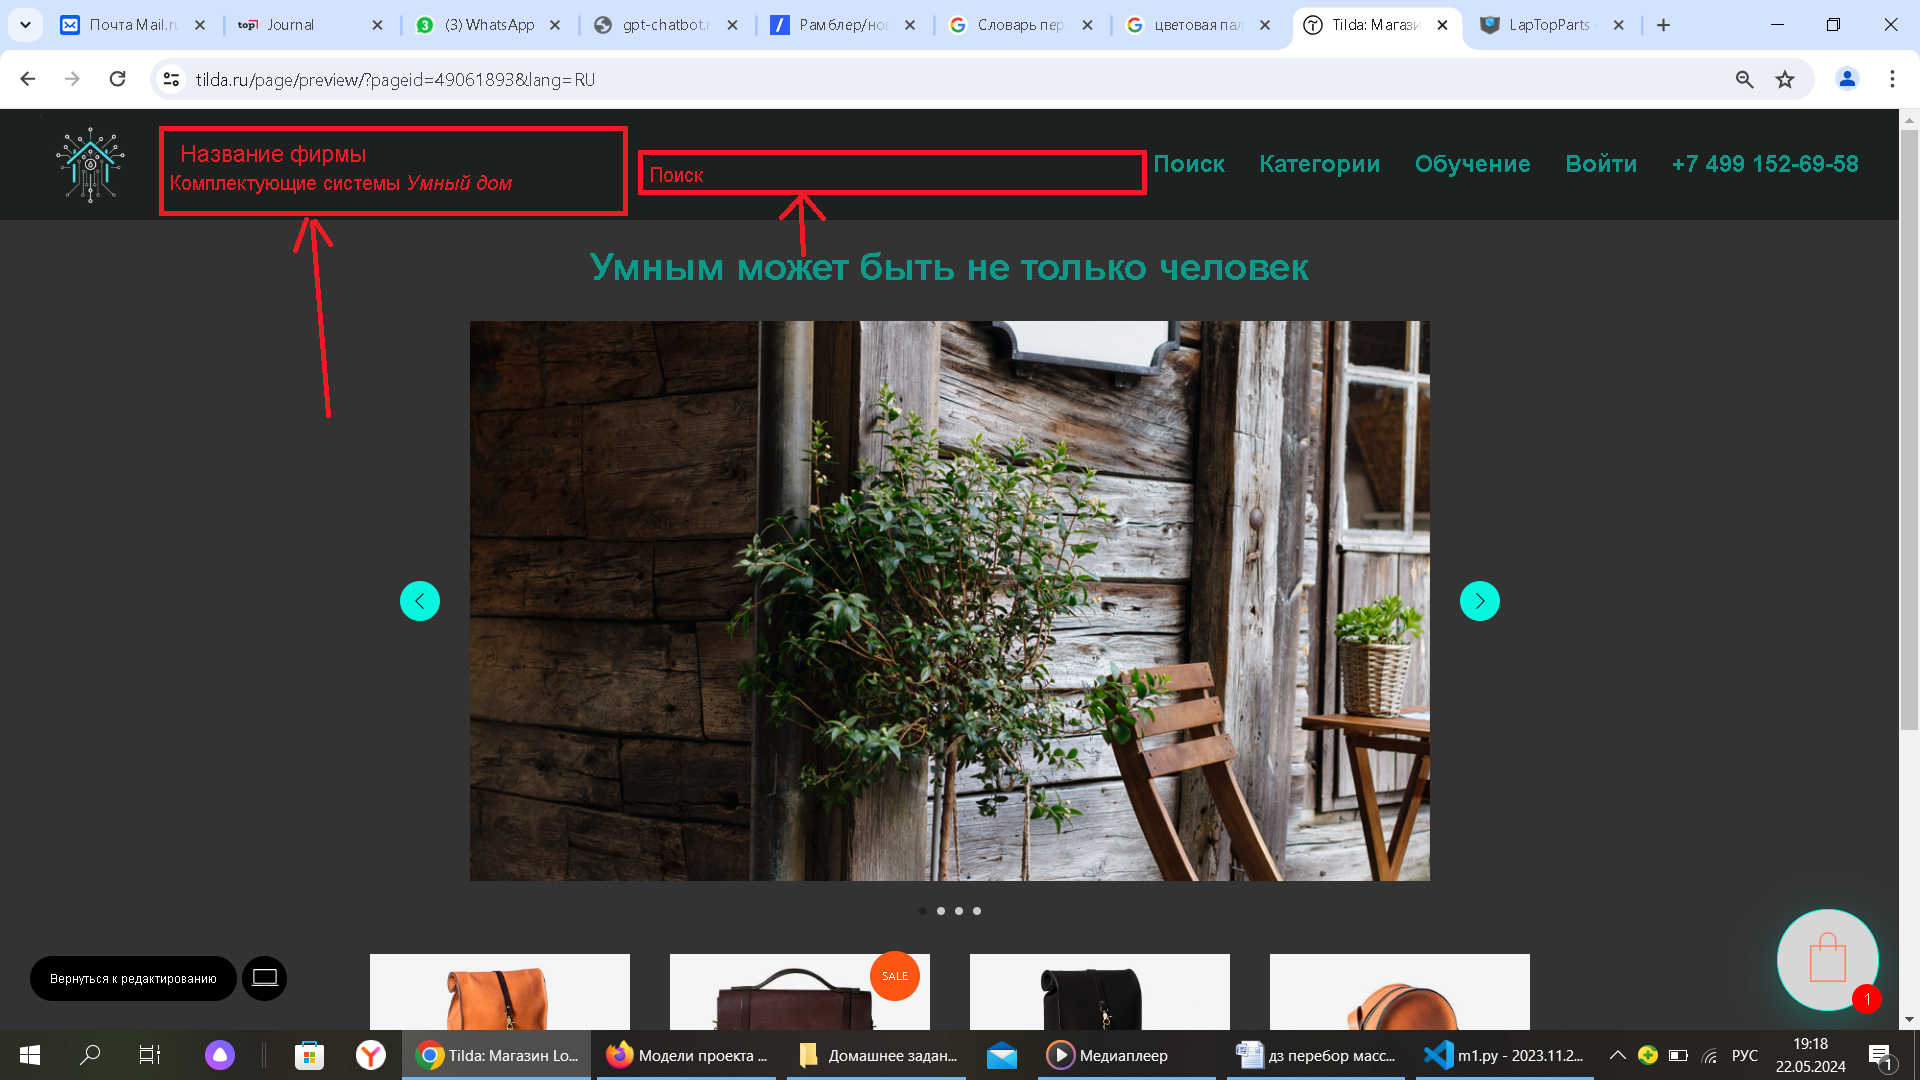 Почта Mail.ru
top
Journal
(3) WhatsApp
gpt-chatbot.r
Рамблер/нов
Словарь пер
цветовая пал
Tilda: Магази
LapTopParts -
tilda.ru/page/preview/?pageid=49061893&lang=RU
Название фирмы
Комплектующие системы Умный дом
Поиск
Поиск Категории Обучение Войти +7 499 152-69-58
Умным может быть не только человек
Вернуться к редактированию
SALE
1
Tilda: Магазин Lo...
Модели проекта ...
Домашнее задан...
Медиаплеер
дз перебор масс...
m1.py - 2023.11.2...
РУС
19:18
22.05.2024
1